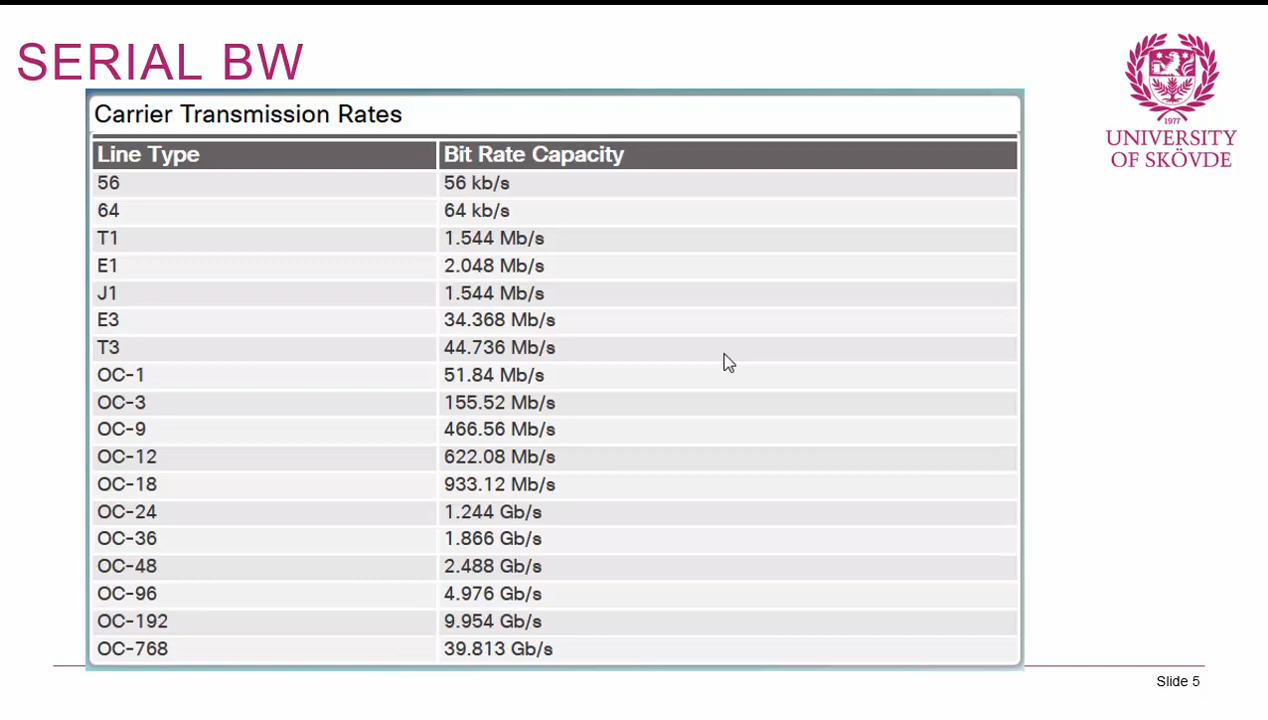 SERIAL BW
1977
UNIVERSITY
OF SKÖVDE
Carrier Transmission Rates
Line Type Bit Rate Capacity
56 56 kb/s
64 64 kb/s
T1 1.544 Mb/s
E1 2.048 Mb/s
J1 1.544 Mb/s
E3 34.368 Mb/s
T3 44.736 Mb/s
OC-1 51.84 Mb/s
OC-3 155.52 Mb/s
OC-9 466.56 Mb/s
OC-12 622.08 Mb/s
OC-18 933.12 Mb/s
OC-24 1.244 Gb/s
OC-36 1.866 Gb/s
OC-48 2.488 Gb/s
OC-96 4.976 Gb/s
OC-192 9.954 Gb/s
OC-768 39.813 Gb/s
Slide 5